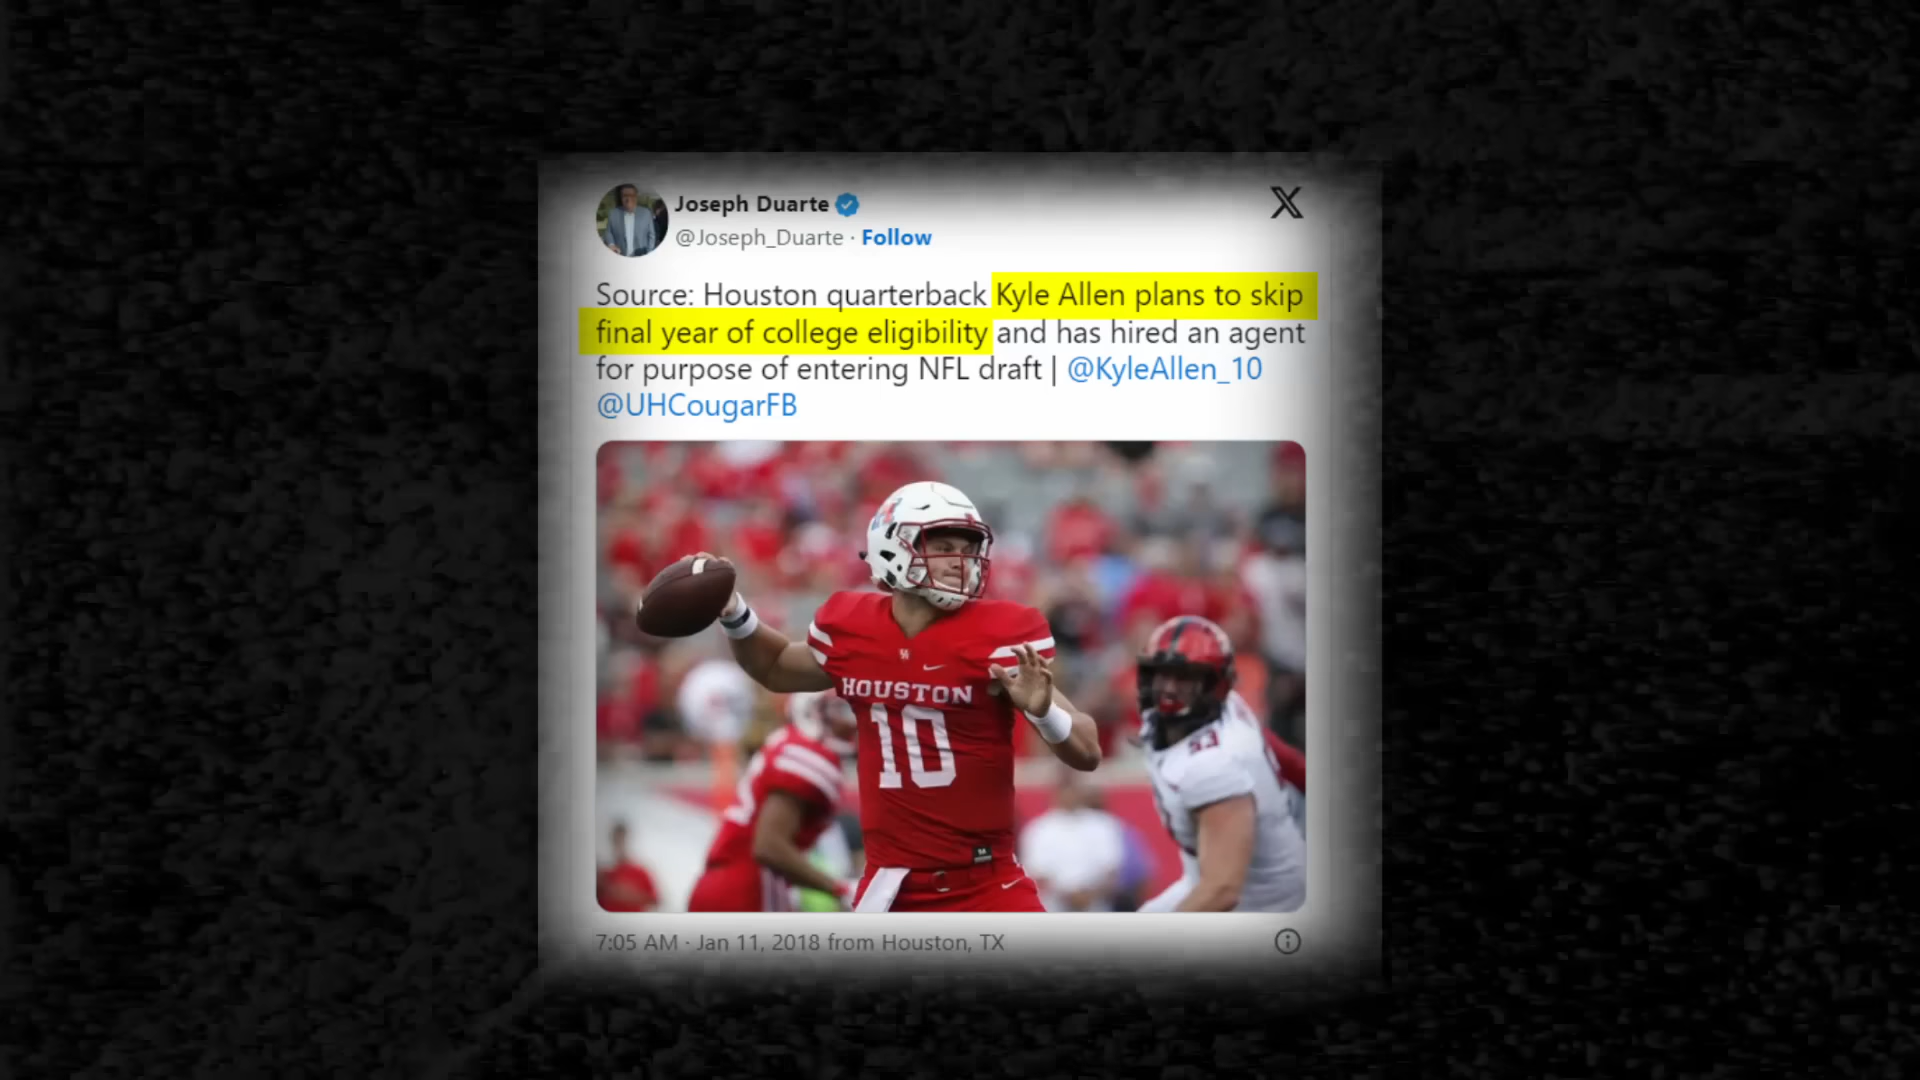 Joseph Duarte
@Joseph_Duarte · Follow
Source: Houston quarterback Kyle Allen plans to skip
final year of college eligibility and has hired an agent
for purpose of entering NFL draft | @KyleAllen_10
@UHCougarFB
HOUSTON
10
93
7:05 AM · Jan 11, 2018 from Houston, TX